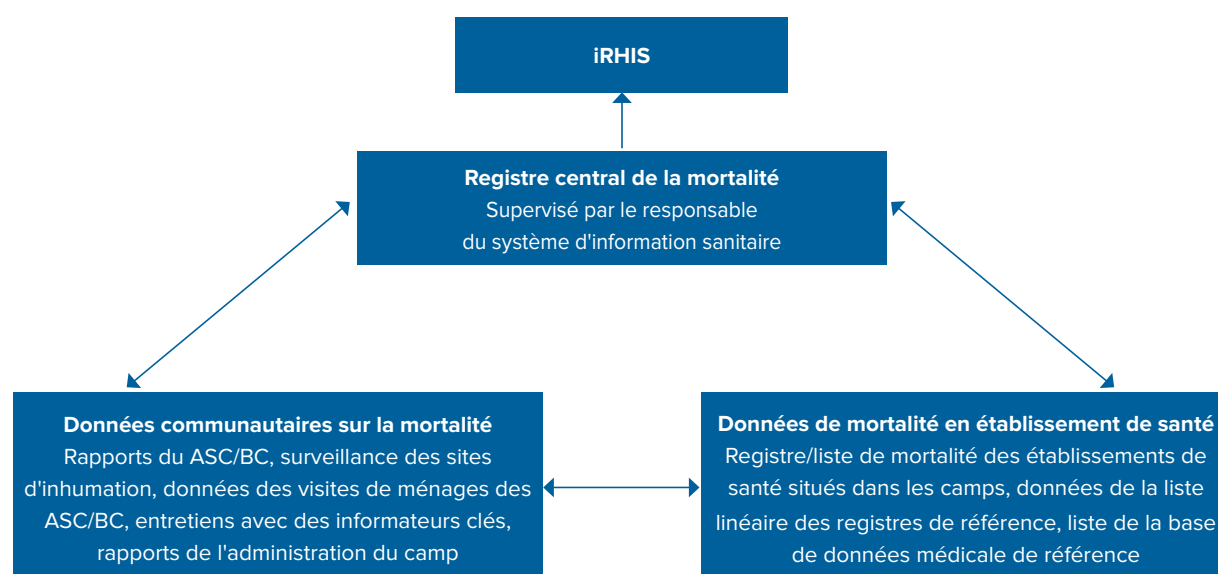 iRHIS
Registre central de la mortalité
Supervisé par le responsable
du système d'information sanitaire
Données communautaires sur la mortalité
Rapports du ASC/BC, surveillance des sites
d'inhumation, données des visites de ménages des
ASC/BC, entretiens avec des informateurs clés,
rapports de l'administration du camp
Données de mortalité en établissement de santé
Registre/liste de mortalité des établissements de
santé situés dans les camps, données de la liste
linéaire des registres de référence, liste de la base
de données médicale de référence